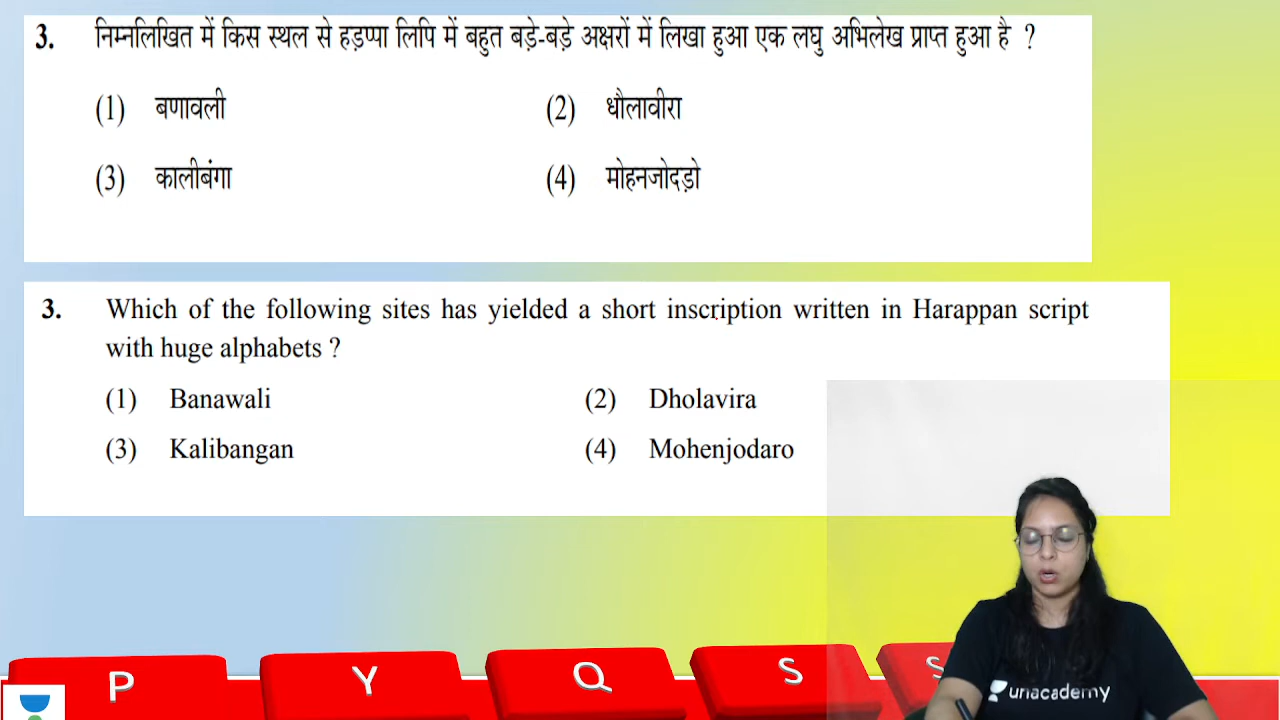 3. निम्नलिखित में किस स्थल से हड़प्पा लिपि में बहुत बड़े-बड़े अक्षरों में लिखा हुआ एक लघु अभिलेख प्राप्त हुआ है ?
(1) बणावली (2) धौलावीरा
(3) कालीबंगा (4) मोहनजोदड़ो
3. Which of the following sites has yielded a short inscription written in Harappan script
with huge alphabets ?
(1) Banawali (2) Dholavira
(3) Kalibangan (4) Mohenjodaro
P Y Q S S
unacademy